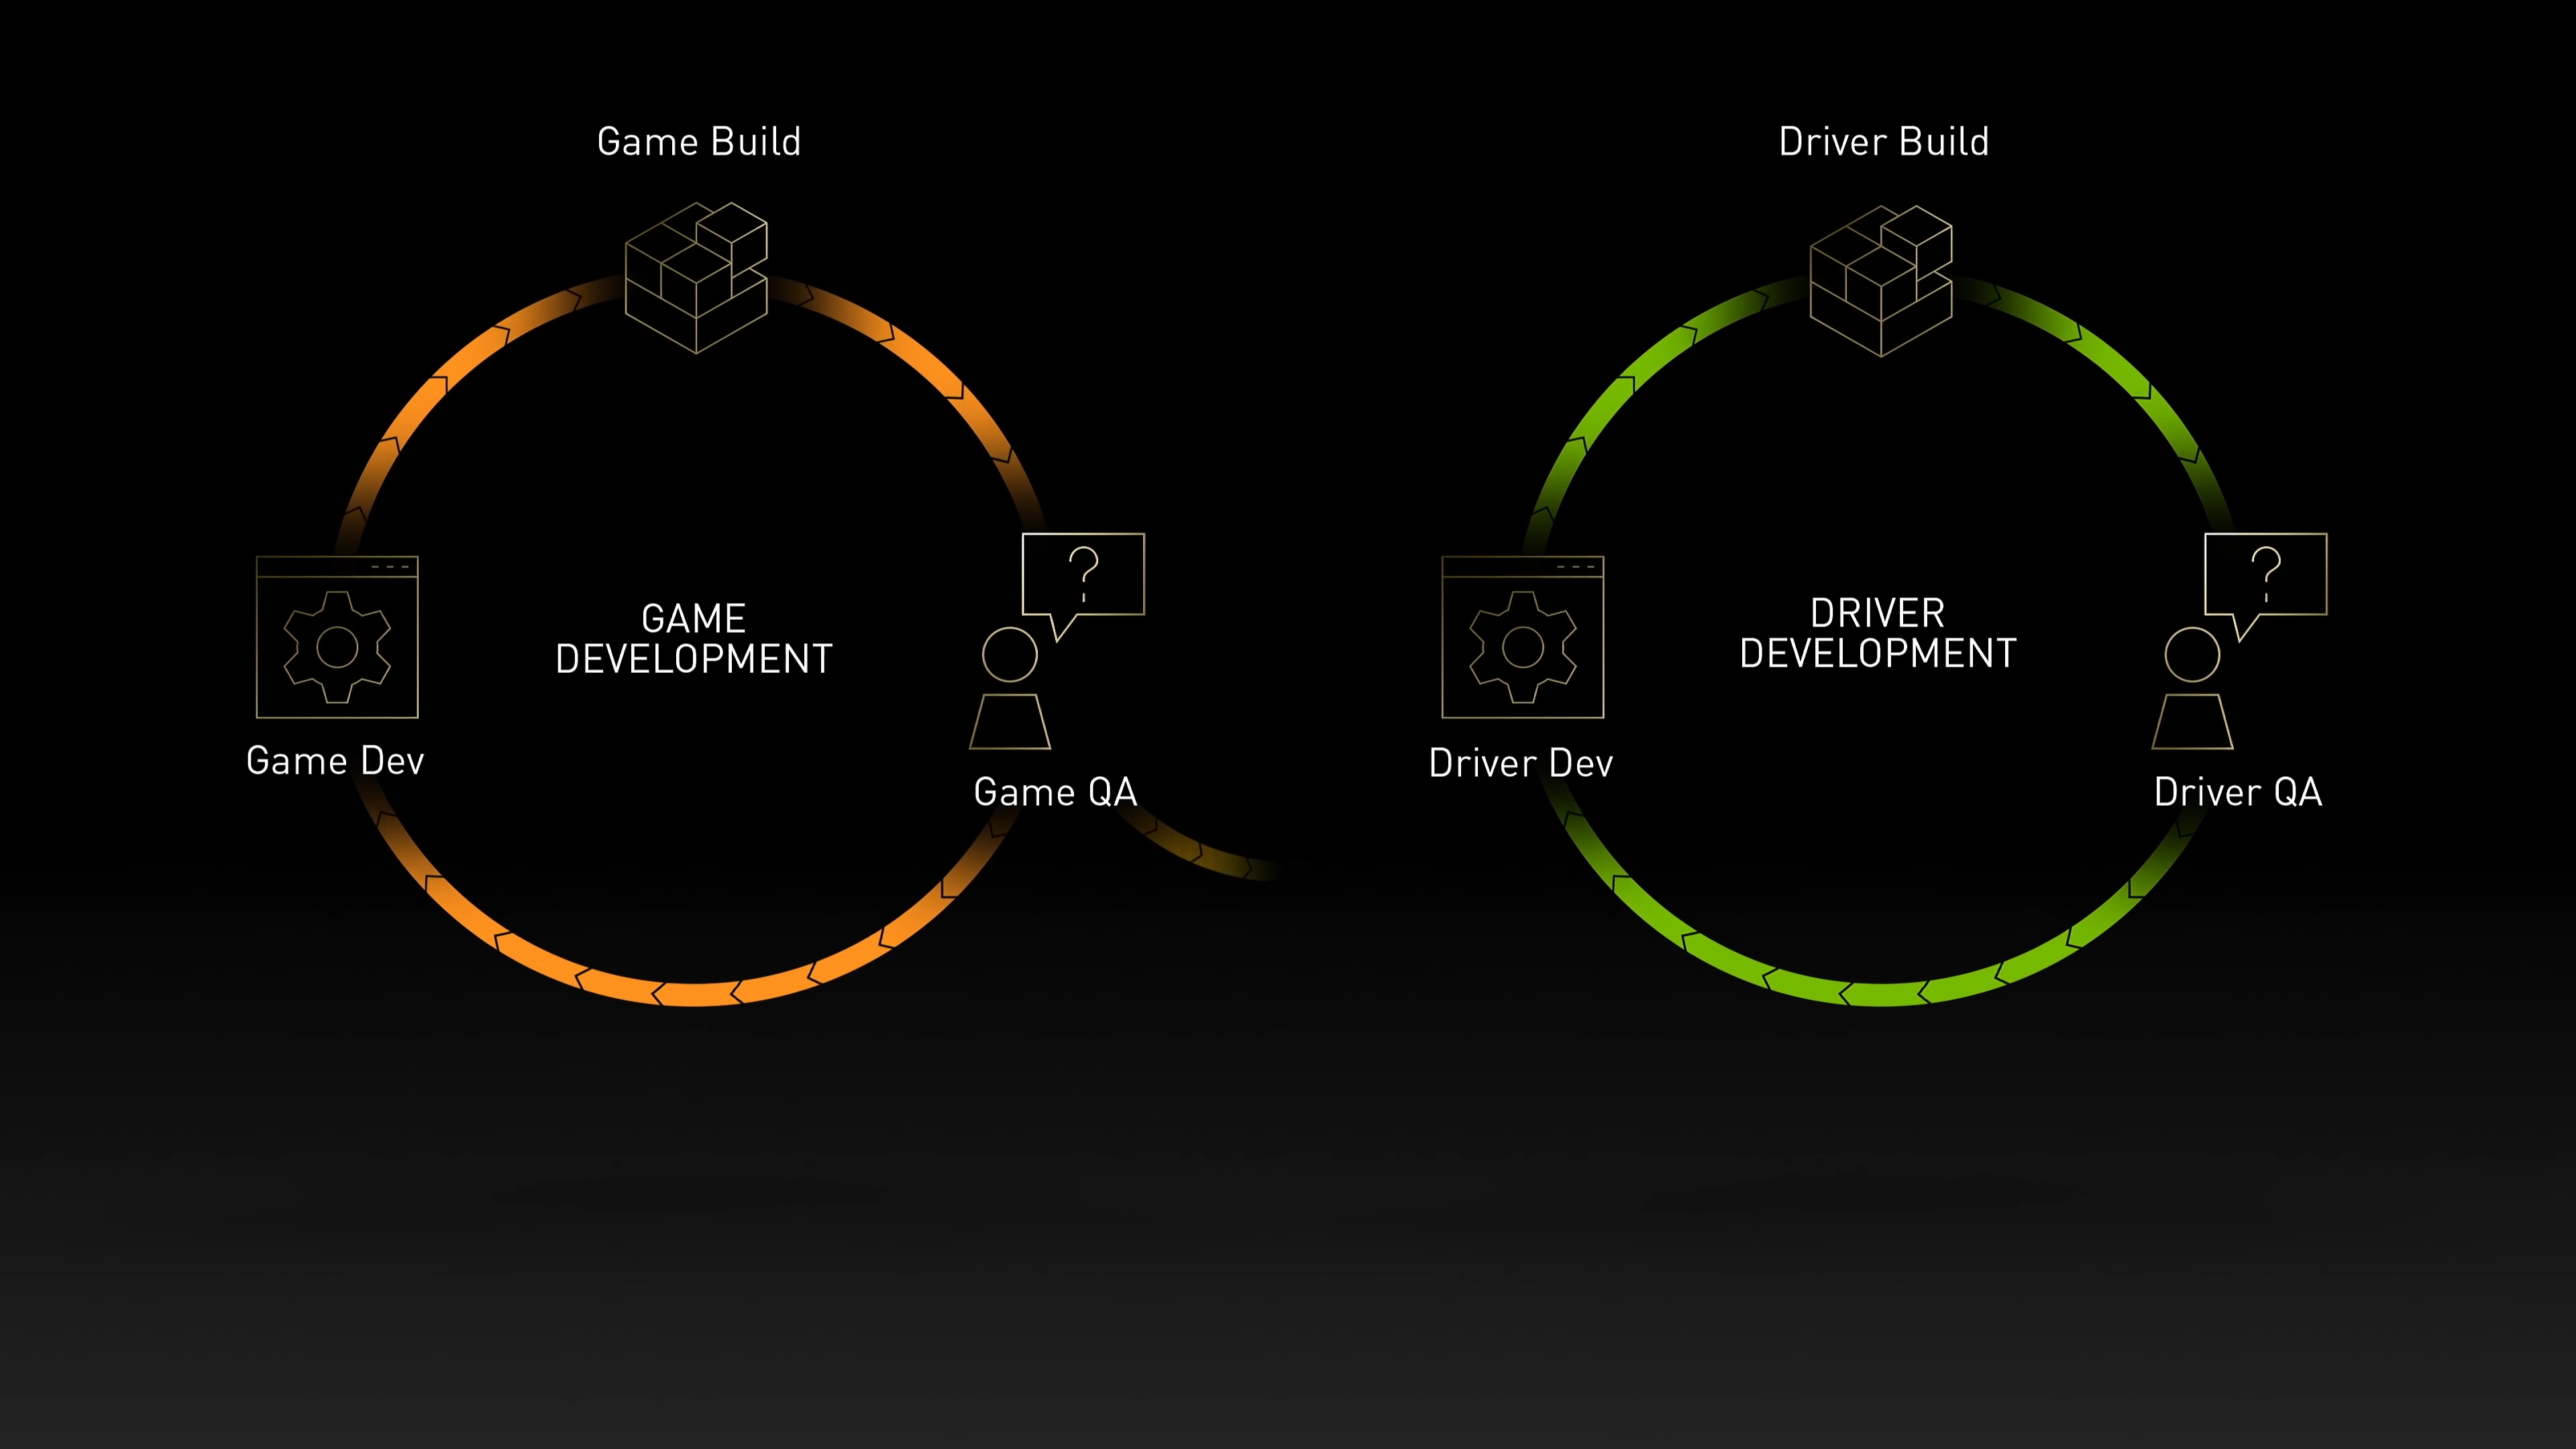 Game Build
GAME
DEVELOPMENT
?
Game Dev
Game QA
Driver Build
DRIVER
DEVELOPMENT
?
Driver Dev
Driver QA